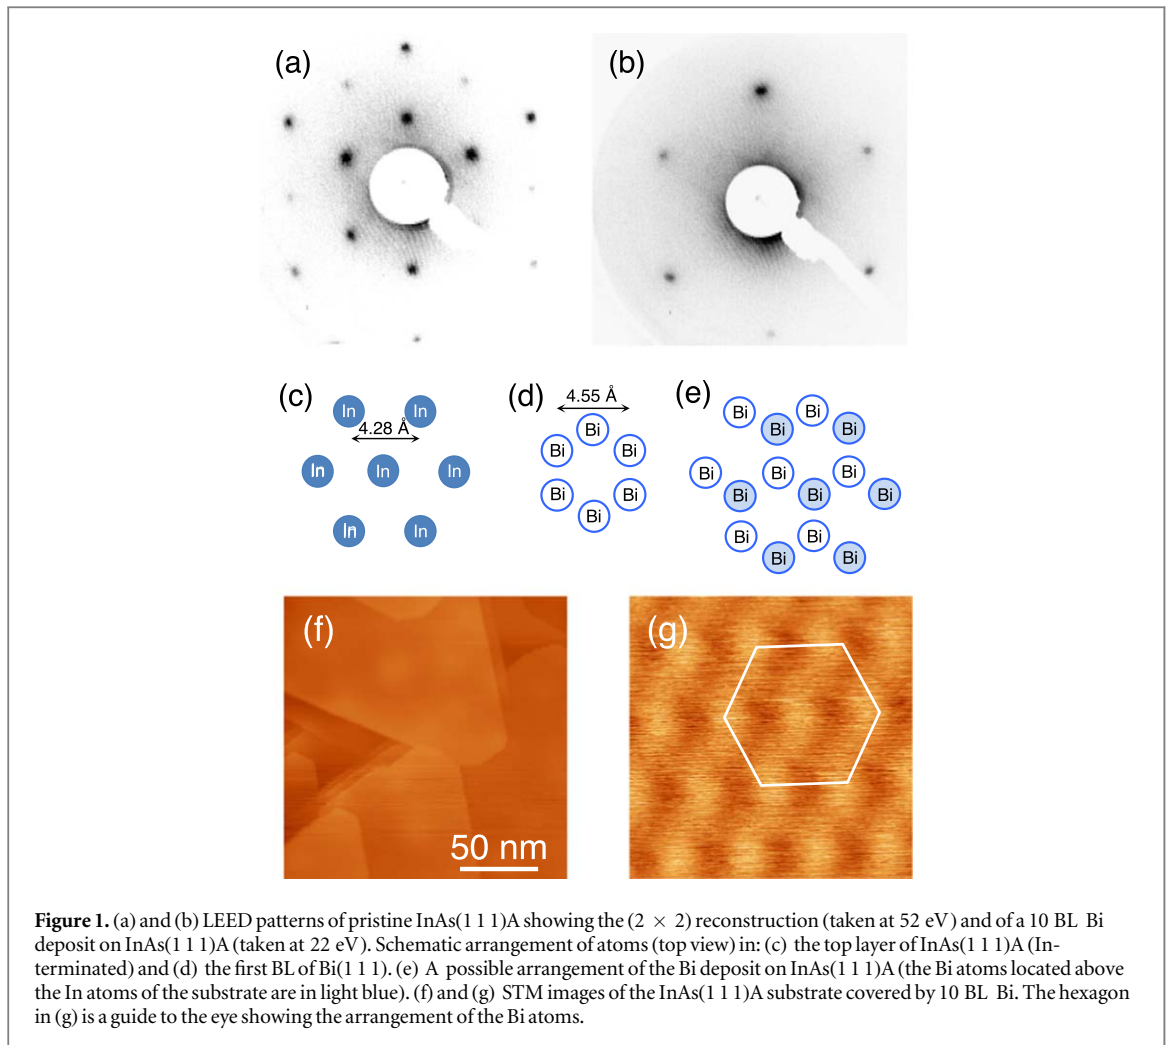 (a)
(b)
(c)
In In
4.28 Å
In In In
In In
(d)
4.55 Å
Bi
Bi Bi
Bi Bi
Bi
(e)
Bi Bi
Bi Bi
Bi Bi Bi
Bi Bi Bi
Bi Bi
Bi Bi
(f)
50 nm
(g)
Figure 1. (a) and (b) LEED patterns of pristine InAs(1 1 1)A showing the (2 × 2) reconstruction (taken at 52 eV) and of a 10 BL Bi
deposit on InAs(1 1 1)A (taken at 22 eV). Schematic arrangement of atoms (top view) in: (c) the top layer of InAs(1 1 1)A (In-
terminated) and (d) the first BL of Bi(1 1 1). (e) A possible arrangement of the Bi deposit on InAs(1 1 1)A (the Bi atoms located above
the In atoms of the substrate are in light blue). (f) and (g) STM images of the InAs(1 1 1)A substrate covered by 10 BL Bi. The hexagon
in (g) is a guide to the eye showing the arrangement of the Bi atoms.